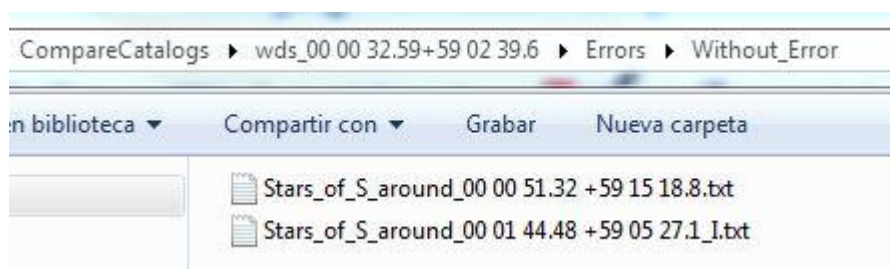 CompareCatalogs ▸ wds_00 00 32.59+59 02 39.6 ▸ Errors ▸ Without_Error
n biblioteca ▾ Compartir con ▾ Grabar Nueva carpeta
Stars_of_S_around_00 00 51.32 +59 15 18.8.txt
Stars_of_S_around_00 01 44.48 +59 05 27.1_I.txt